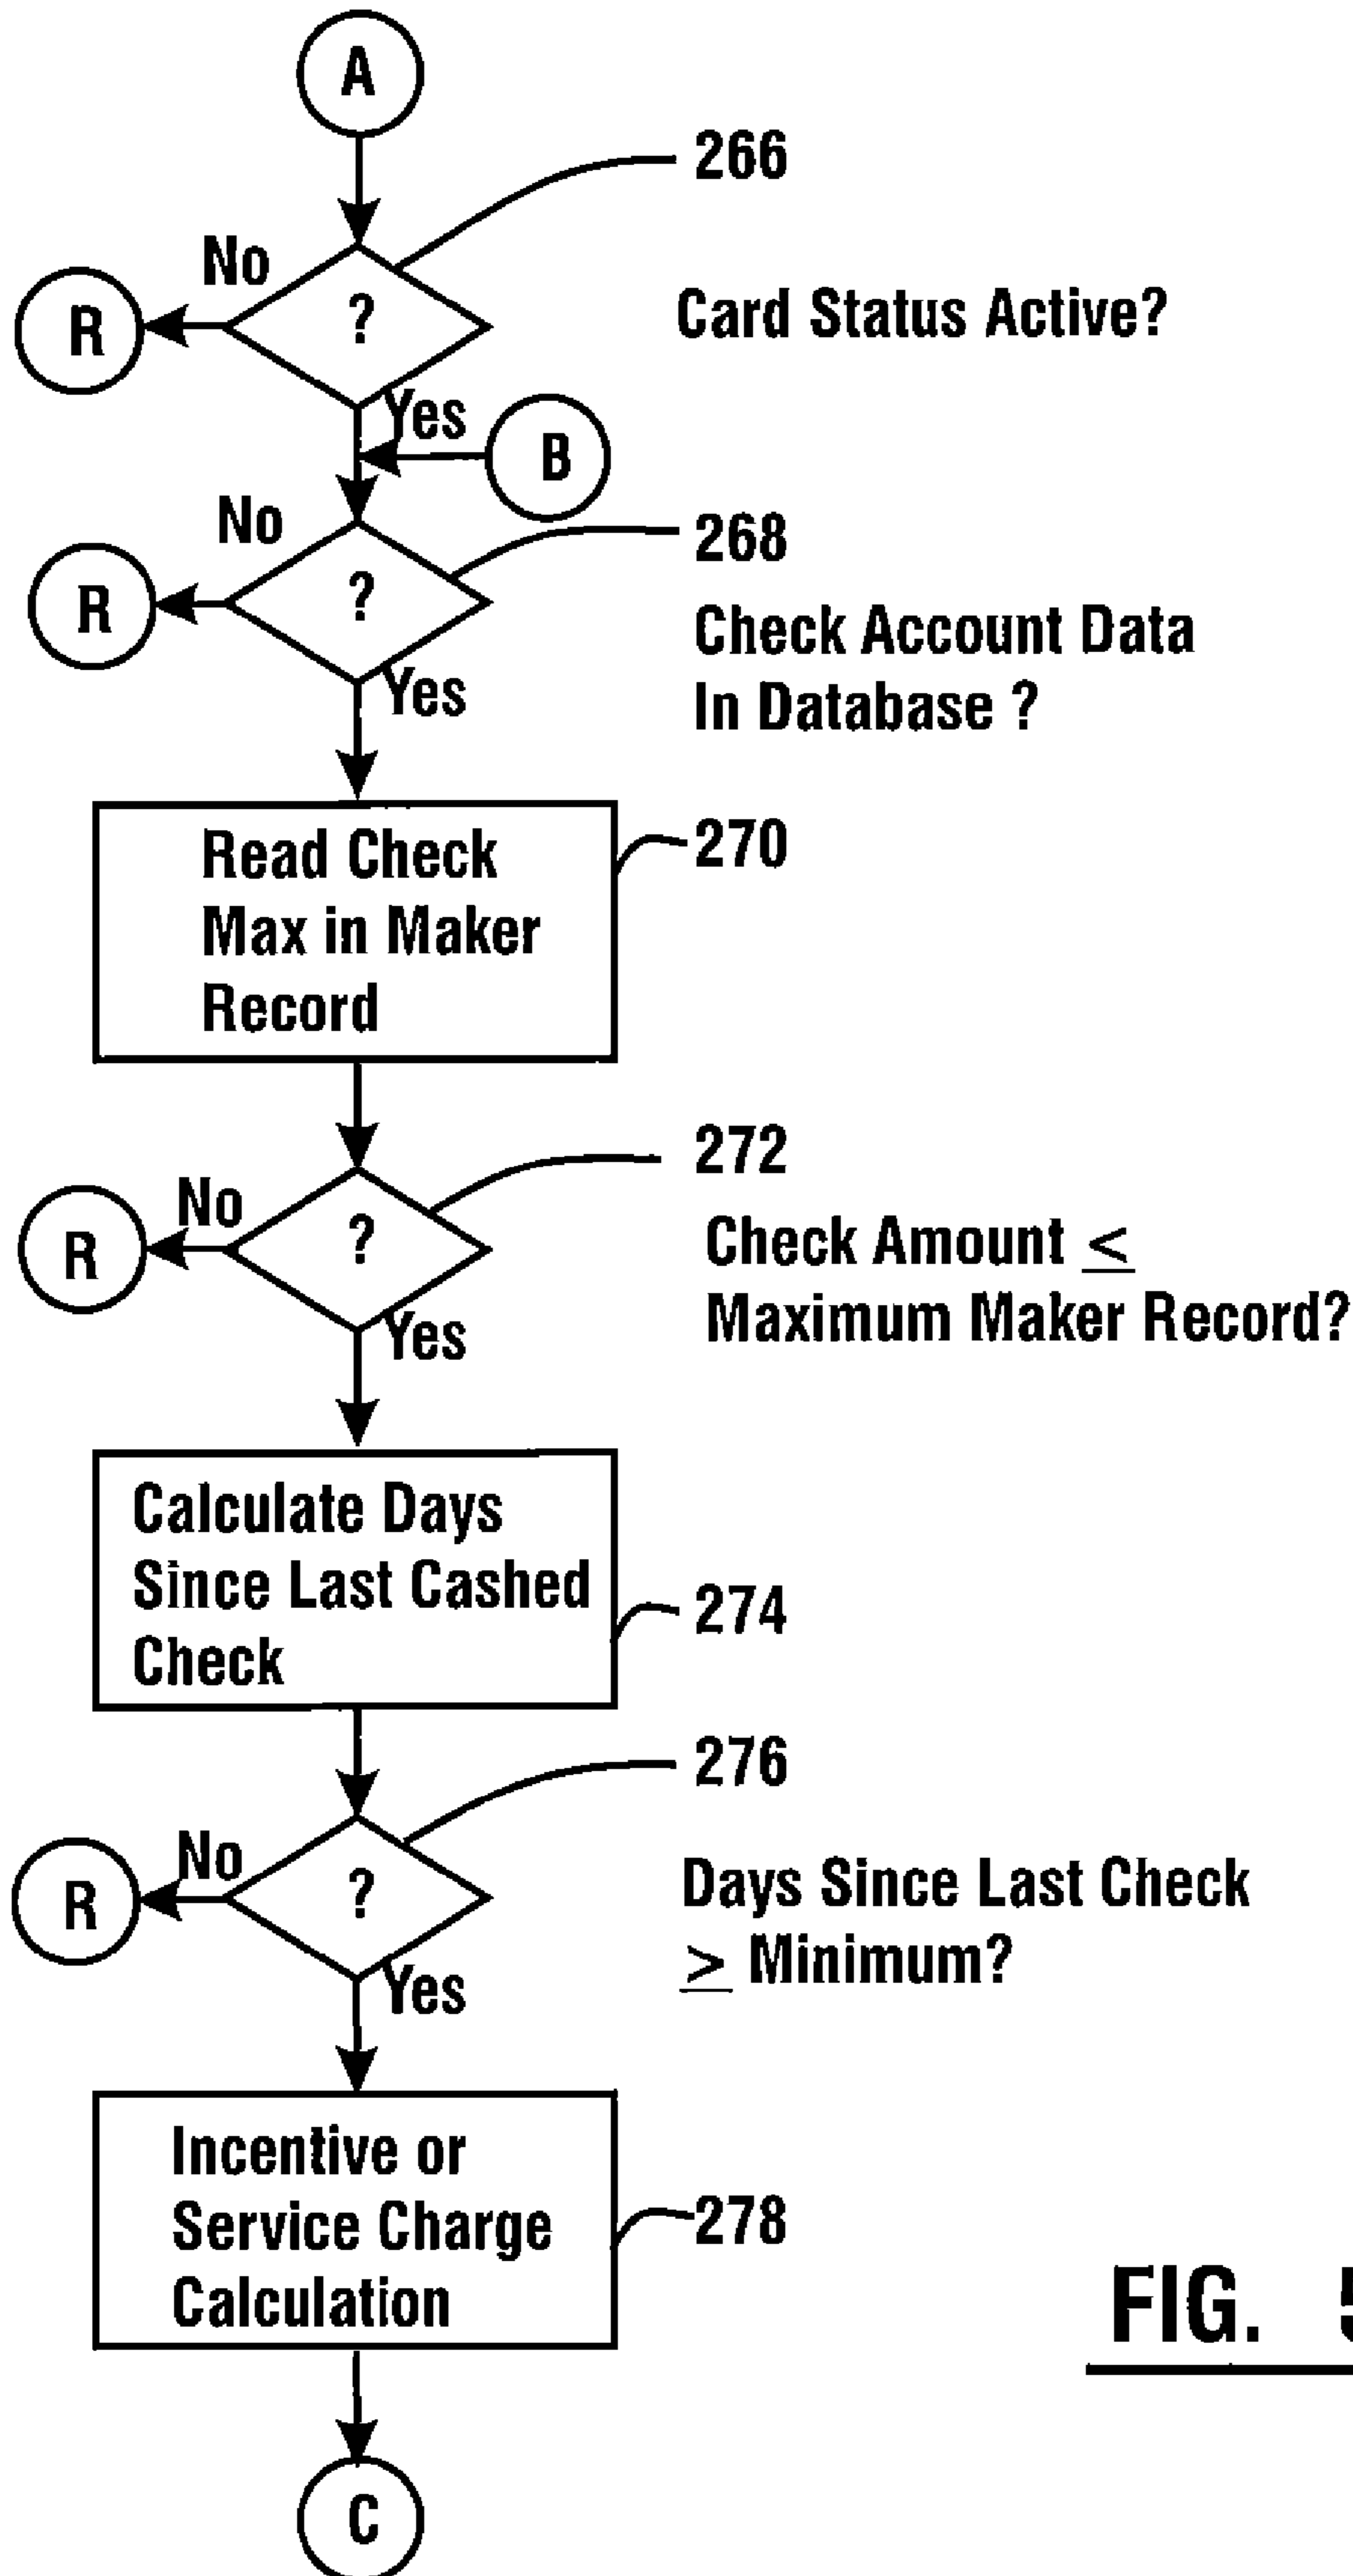 A
266
No
R
?
Card Status Active?
Yes
B
No
268
R
?
Check Account Data
In Database ?
Yes
Read Check
Max in Maker
Record
270
272
No
R
?
Check Amount ≤
Maximum Maker Record?
Yes
Calculate Days
Since Last Cashed
Check
274
276
No
R
?
Days Since Last Check
≥ Minimum?
Yes
Incentive or
Service Charge
Calculation
278
FIG.
C